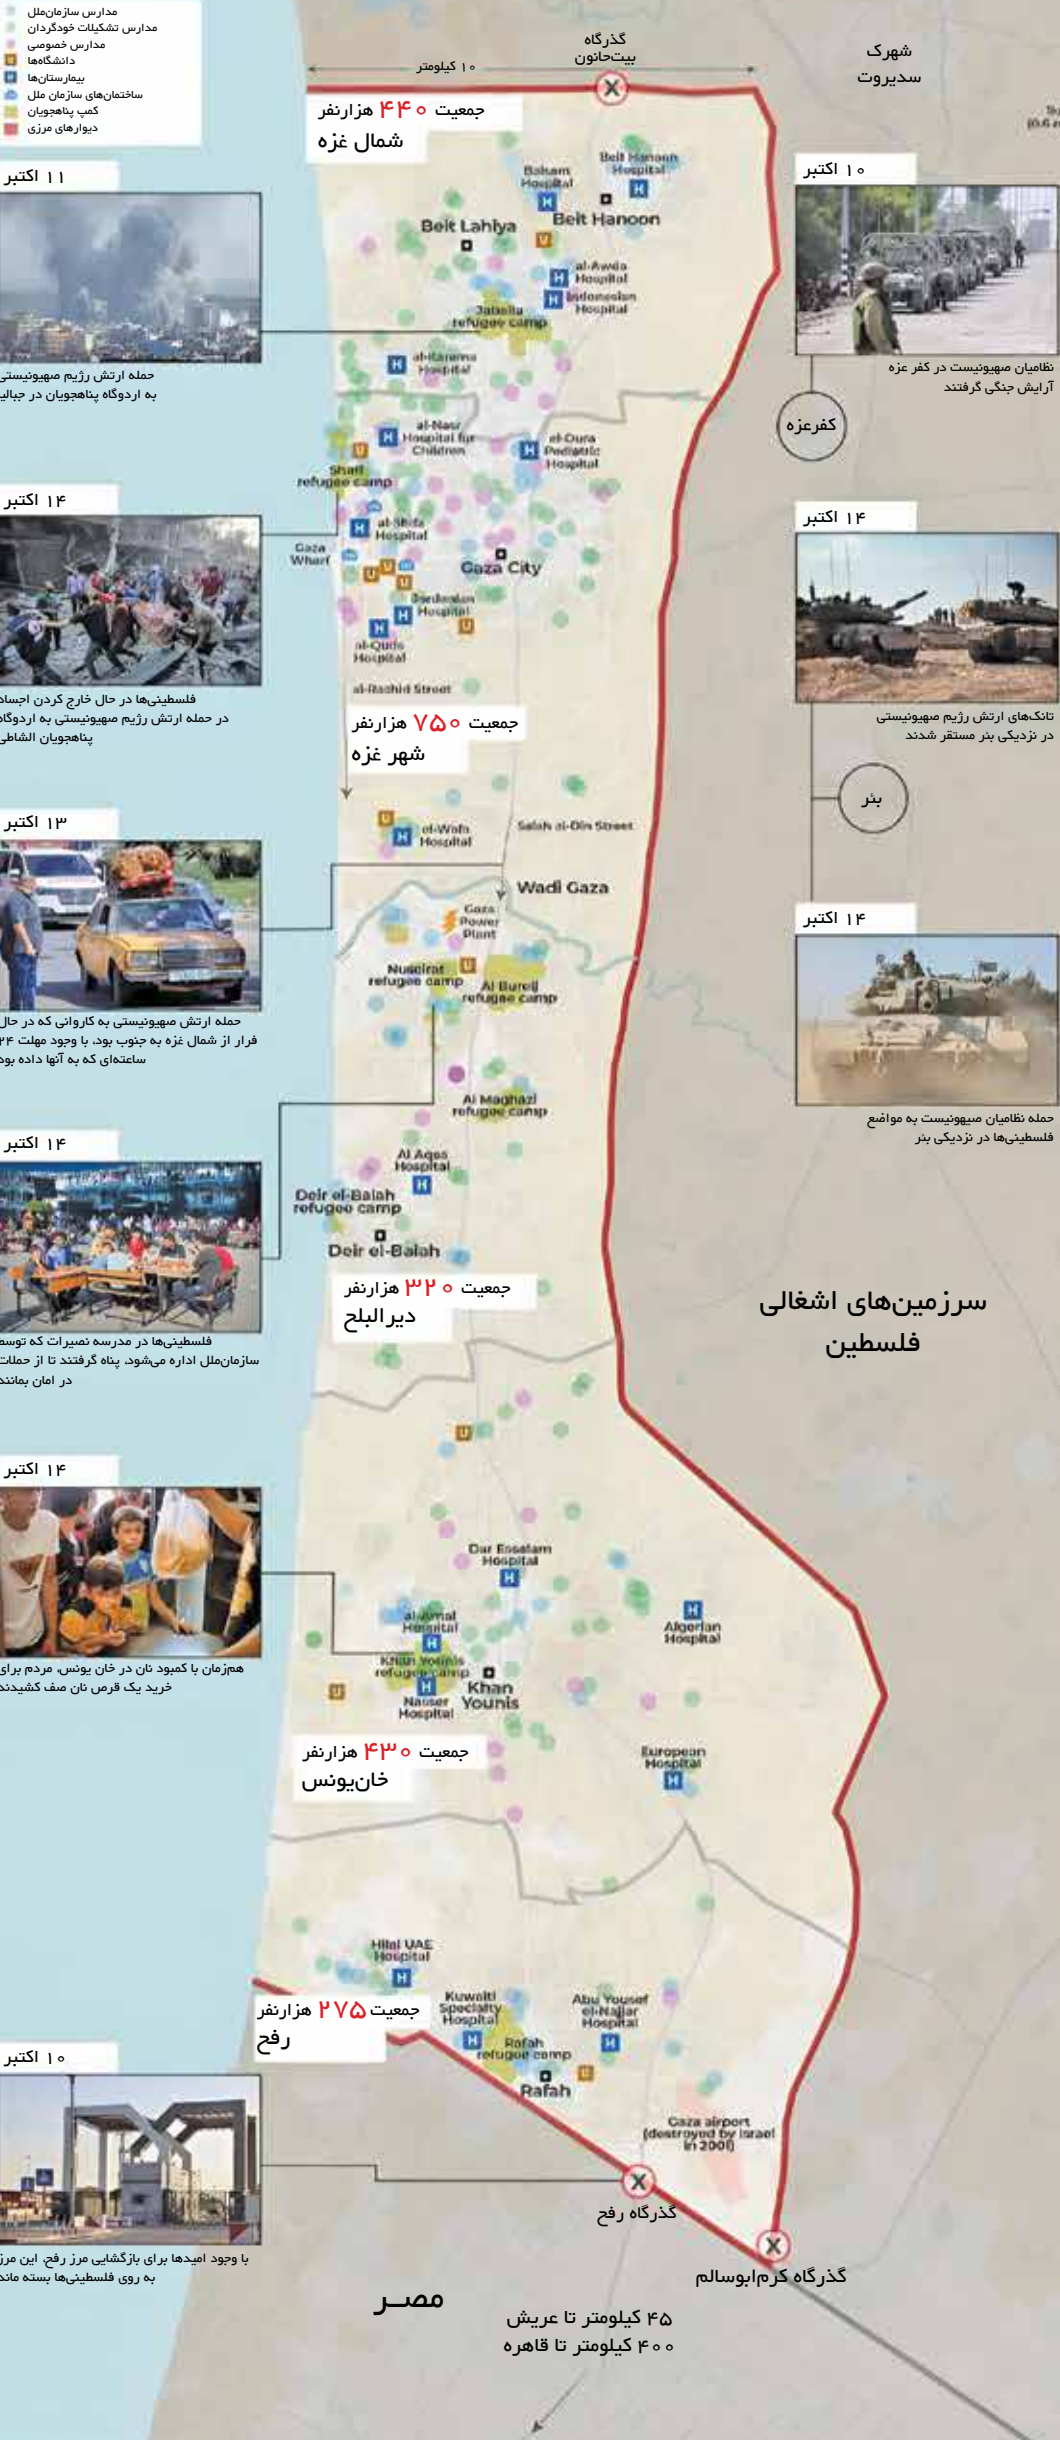 مدارس سازمان‌ملل
مدارس تشکیلات خودگردان
مدارس خصوصی
دانشگاه‌ها
بیمارستان‌ها
ساختمان‌های سازمان ملل
کمپ پناهجویان
دیوارهای مرزی
گذرگاه
بیت‌حانون
۱۰ کیلومتر
شهرک
سدیروت
جمعیت ۴۴۰ هزارنفر
شمال غزه
۱۱ اکتبر
حمله ارتش رژیم صهیونیستی
به اردوگاه پناهجویان در جبالیا
۱۰ اکتبر
نظامیان صهیونیست در کفر عزه
آرایش جنگی گرفتند
کفرعزه
Balsam
Hospital
Beit Hanoon
Hospital
Beit Lahiya
Beit Hanoon
al-Awda
Hospital
Indonesian
Hospital
Jabalia
refugee camp
al-Karama
Hospital
al-Nasr
Hospital for
Children
el-Dura
Pediatric
Hospital
Shati
refugee camp
al-Shifa
Hospital
Gaza
Wharf
Gaza City
Jordanian
Hospital
al-Quds
Hospital
al-Rashid Street
۱۴ اکتبر
فلسطینی‌ها در حال خارج کردن اجساد
در حمله ارتش رژیم صهیونیستی به اردوگاه
پناهجویان الشاطی
۱۴ اکتبر
تانک‌های ارتش رژیم صهیونیستی
در نزدیکی بئر مستقر شدند
بئر
جمعیت ۷۵۰ هزارنفر
شهر غزه
el-Wafa
Hospital
Salah al-Din Street
Wadi Gaza
Gaza
Power
Plant
Nuseirat
refugee camp
Al Bureij
refugee camp
۱۳ اکتبر
حمله ارتش صهیونیستی به کاروانی که در حال
فرار از شمال غزه به جنوب بود، با وجود مهلت ۲۴
ساعته‌ای که به آنها داده بود
۱۴ اکتبر
حمله نظامیان صیهونیست به مواضع
فلسطینی‌ها در نزدیکی بئر
Al Maghazi
refugee camp
Al Aqsa
Hospital
Deir el-Balah
refugee camp
Deir el-Balah
جمعیت ۳۲۰ هزارنفر
دیرالبلح
۱۴ اکتبر
فلسطینی‌ها در مدرسه نصیرات که توسط
سازمان‌ملل اداره می‌شود، پناه گرفتند تا از حملات
در امان بمانند
سرزمین‌های اشغالی
فلسطین
۱۴ اکتبر
هم‌زمان با کمبود نان در خان یونس، مردم برای
خرید یک قرص نان صف کشیدند
Dar Essalam
Hospital
al-Amal
Hospital
Algerian
Hospital
Khan Younis
refugee camp
Nasser
Hospital
Khan
Younis
جمعیت ۴۳۰ هزارنفر
خان‌یونس
European
Hospital
Hilal UAE
Hospital
جمعیت ۲۷۵ هزارنفر
رفح
Kuwaiti
Specialty
Hospital
Abu Yousef
el-Najjar
Hospital
Rafah
refugee camp
Rafah
Gaza airport
(destroyed by Israel
in 2001)
۱۰ اکتبر
با وجود امیدها برای بازگشایی مرز رفح، این مرز
به روی فلسطینی‌ها بسته ماند
گذرگاه رفح
گذرگاه کرم‌ابوسالم
مصـر
۴۵ کیلومتر تا عریش
۴۰۰ کیلومتر تا قاهره